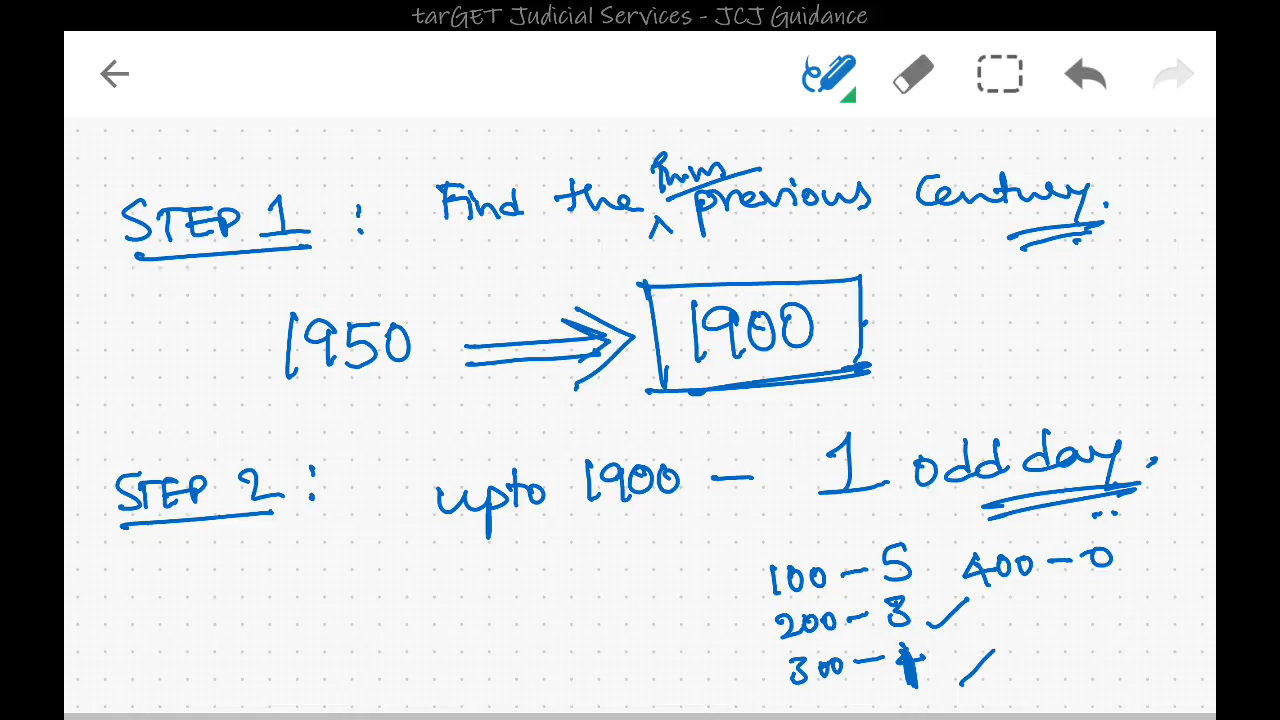 tarGET Judicial Services - JCJ Guidance
STEP 1 : Find the previous Century.
1950 ⇒ 1900
STEP 2 : upto 1900 - 1 odd day.
100 - 5 400 - 0
200 - 3 ✓
300 -